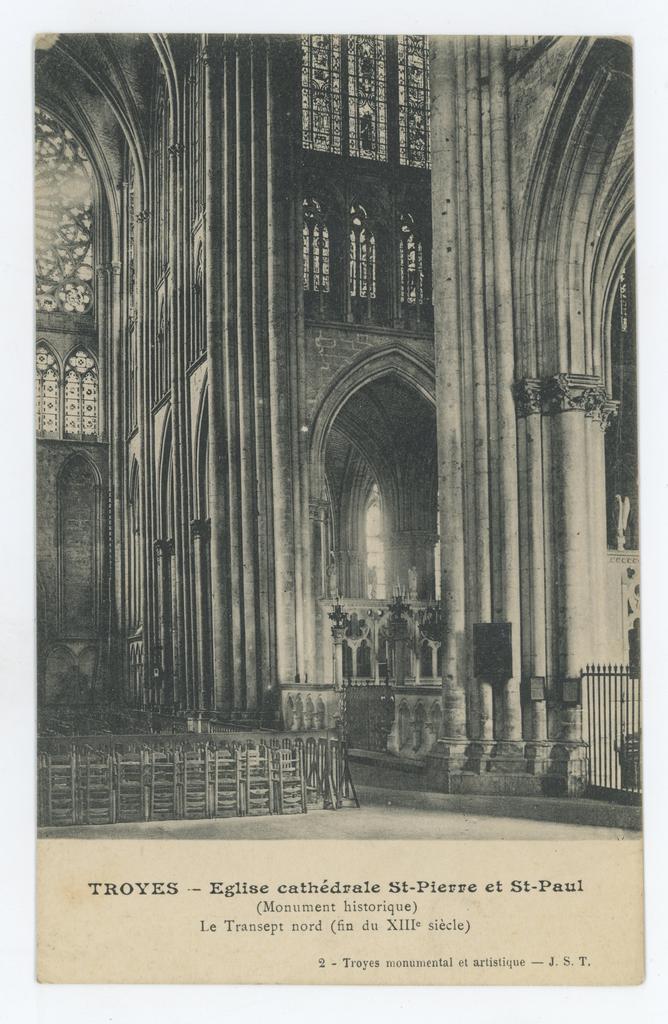 TROYES - Eglise cathédrale St-Pierre et St-Paul
(Monument historique)
Le Transept nord (fin du XIIIe siècle)
2 - Troyes monumental et artistique — J. S. T.